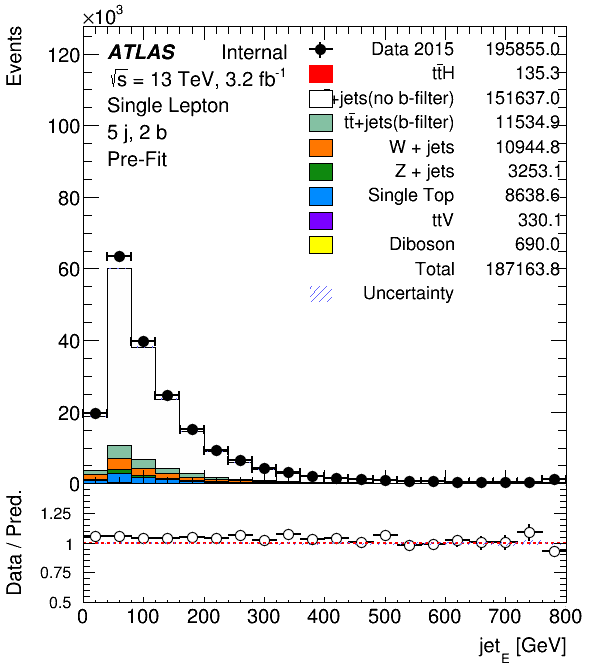 ×10³
Events
120
100
80
60
40
20
0
ATLAS Internal
√s = 13 TeV, 3.2 fb⁻¹
Single Lepton
5 j, 2 b
Pre-Fit
Data 2015 195855.0
tt̄H 135.3
+jets(no b-filter) 151637.0
tt̄+jets(b-filter) 11534.9
W + jets 10944.8
Z + jets 3253.1
Single Top 8638.6
ttV 330.1
Diboson 690.0
Total 187163.8
Uncertainty
Data / Pred.
1.25
1
0.75
0.5
0 100 200 300 400 500 600 700 800
jet_E [GeV]